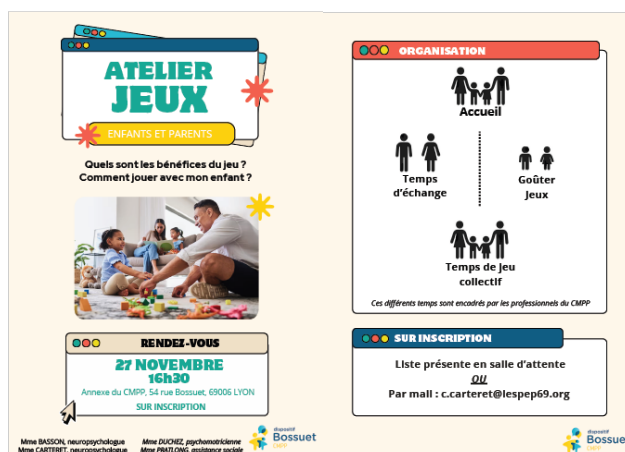 ATELIER
JEUX
ENFANTS ET PARENTS
Quels sont les bénéfices du jeu ?
Comment jouer avec mon enfant ?
RENDEZ-VOUS
27 NOVEMBRE
16h30
Annexe du CMPP, 54 rue Bossuet, 69006 LYON
SUR INSCRIPTION
Mme BASSON, neuropsychologue
Mme CARTERET, neuropsychologue
Mme DUCHEZ, psychomotricienne
Mme PRATLONG, assistance sociale
dispositif
Bossuet
CMPP
ORGANISATION
Accueil
Temps
d'échange
Goûter
Jeux
Temps de jeu
collectif
Ces différents temps sont encadrés par les professionnels du CMPP
SUR INSCRIPTION
Liste présente en salle d'attente
OU
Par mail : c.carteret@lespep69.org
dispositif
Bossuet
CMPP